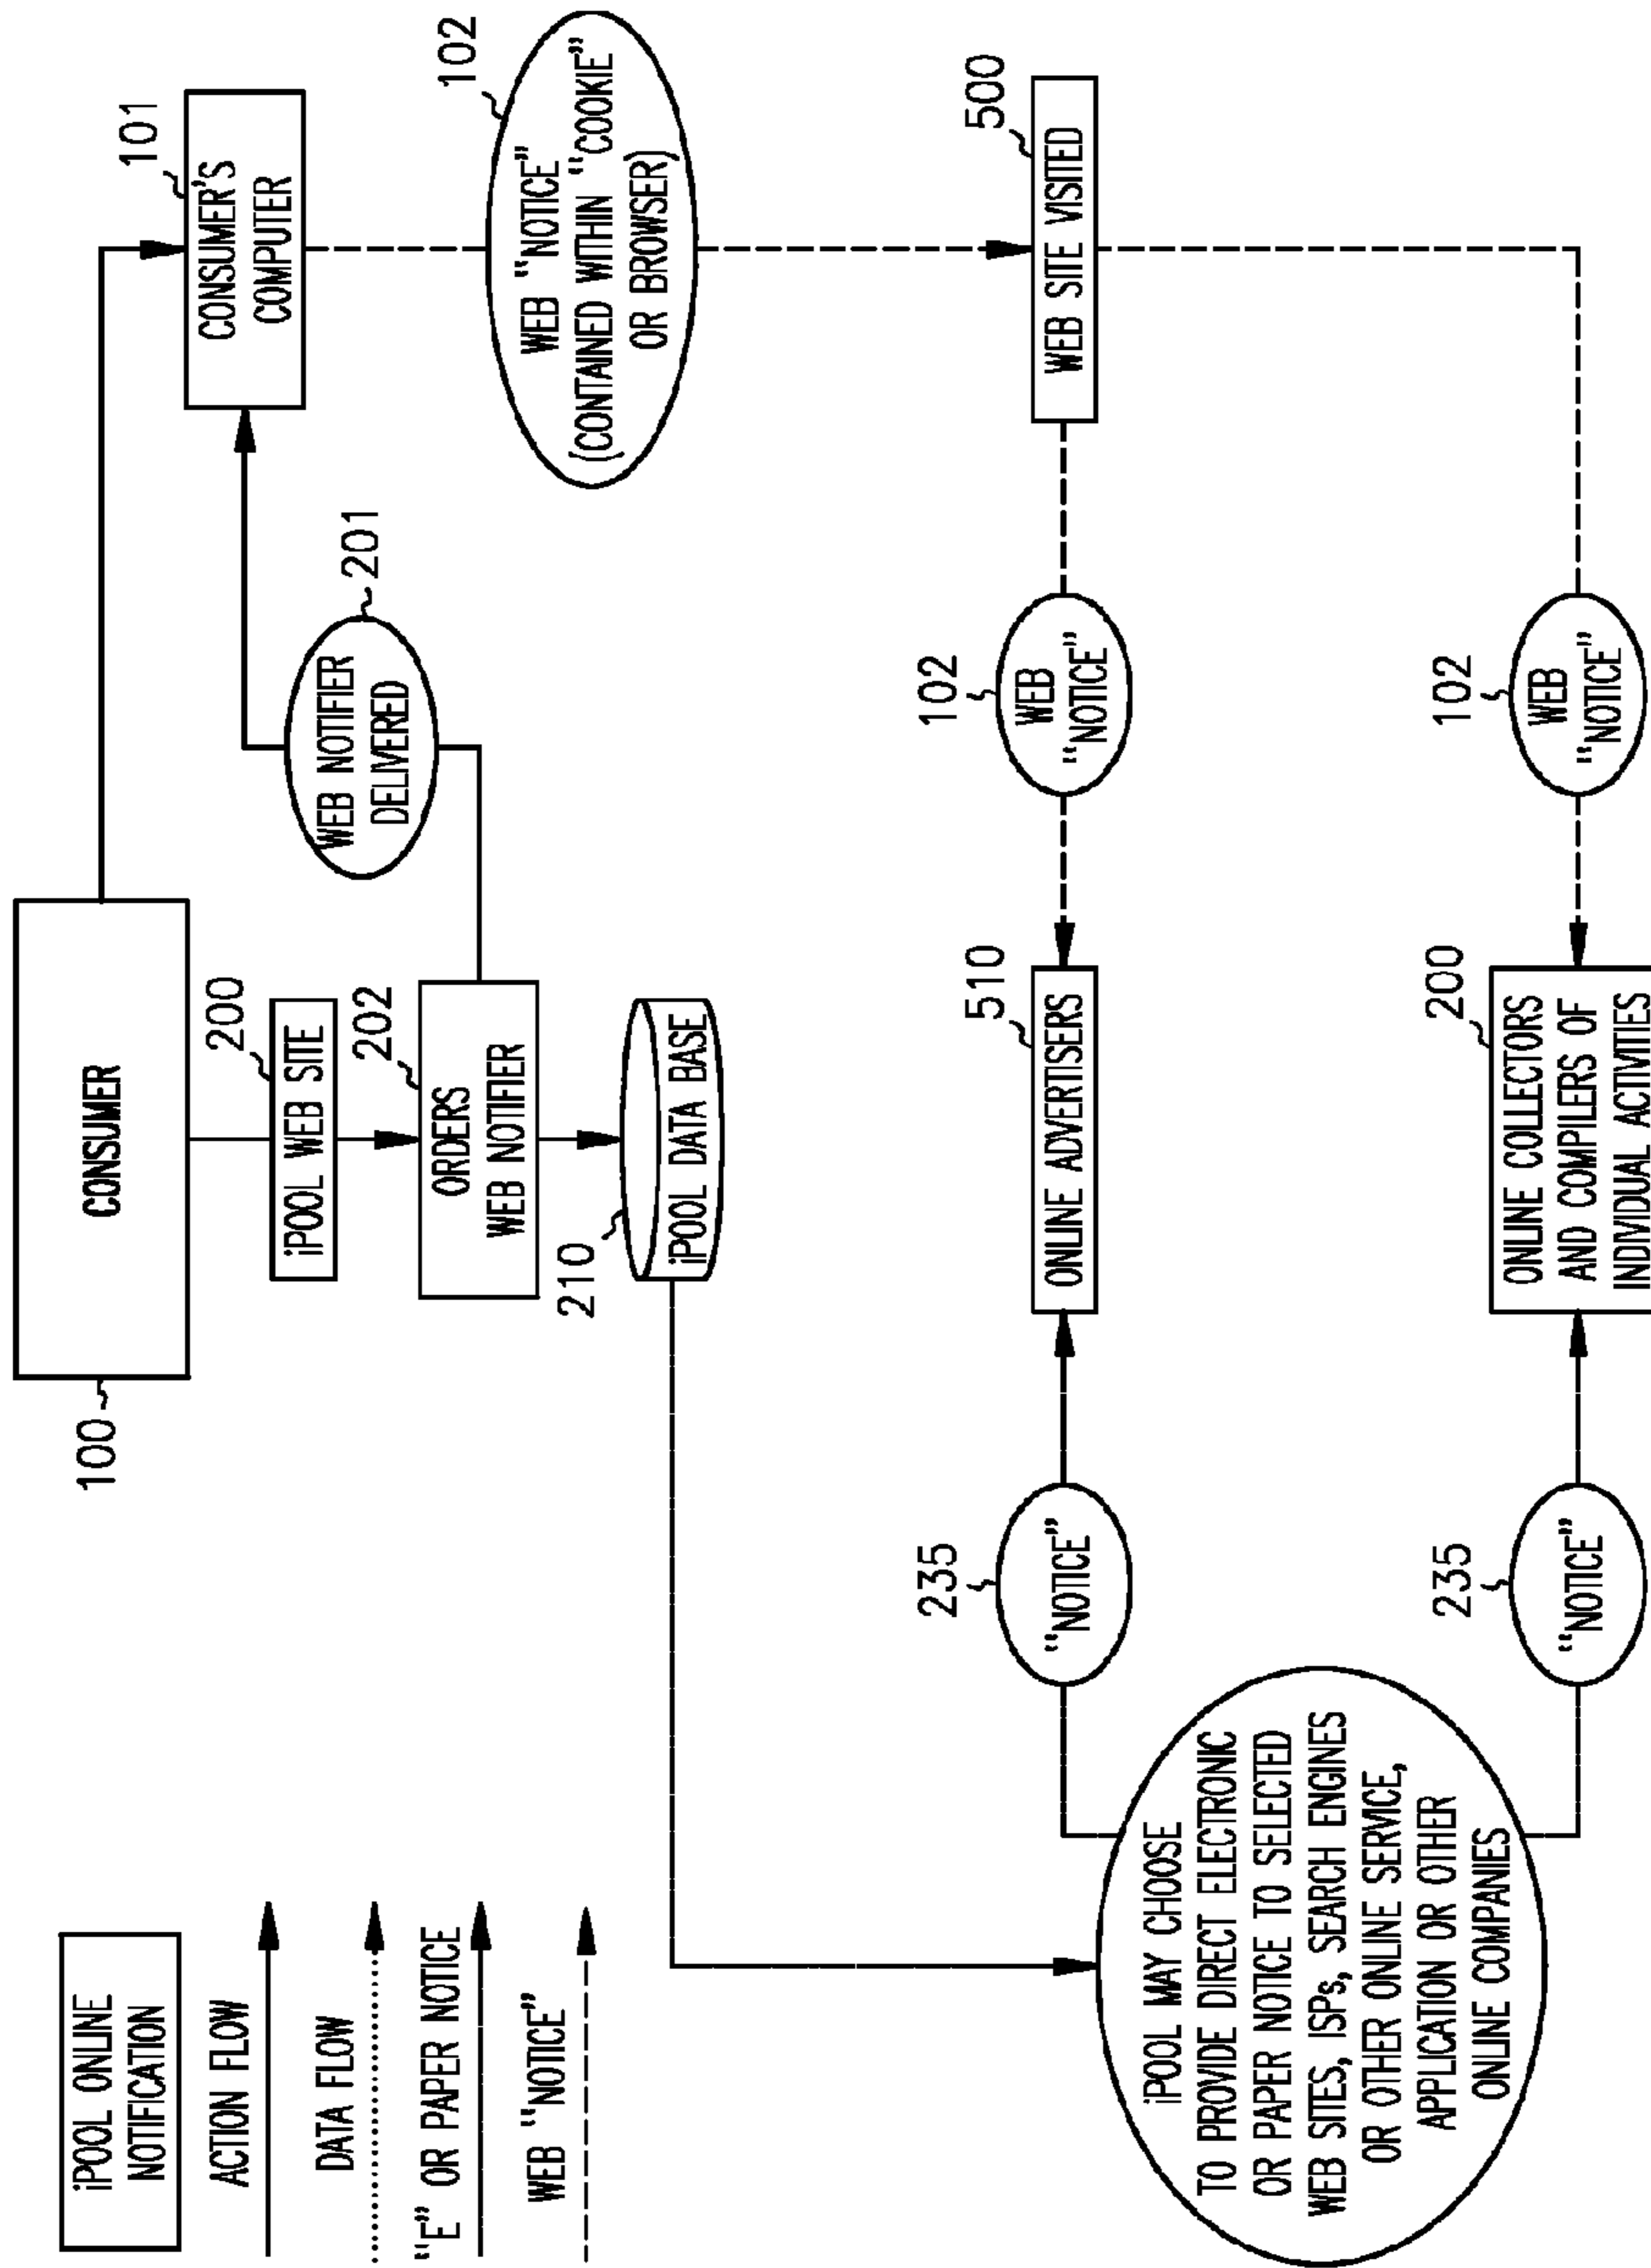 iPOOL ONLINE
NOTIFICATION
ACTION FLOW
DATA FLOW
"E" OR PAPER NOTICE
WEB "NOTICE"
100
CONSUMER
200
iPOOL WEB SITE
202
ORDERS
WEB NOTIFIER
210
iPOOL DATA BASE
WEB NOTIFIER
DELIVERED
201
101
CONSUMER'S
COMPUTER
102
WEB "NOTICE"
(CONTAINED WITHIN "COOKIE"
OR BROWSER)
500
WEB SITE VISITED
102
WEB
"NOTICE"
510
ONLINE ADVERTISERS
235
"NOTICE"
iPOOL MAY CHOOSE
TO PROVIDE DIRECT ELECTRONIC
OR PAPER NOTICE TO SELECTED
WEB SITES, ISPs, SEARCH ENGINES
OR OTHER ONLINE SERVICE,
APPLICATION OR OTHER
ONLINE COMPANIES
235
"NOTICE"
200
ONLINE COLLECTORS
AND COMPILERS OF
INDIVIDUAL ACTIVITIES
102
WEB
"NOTICE"